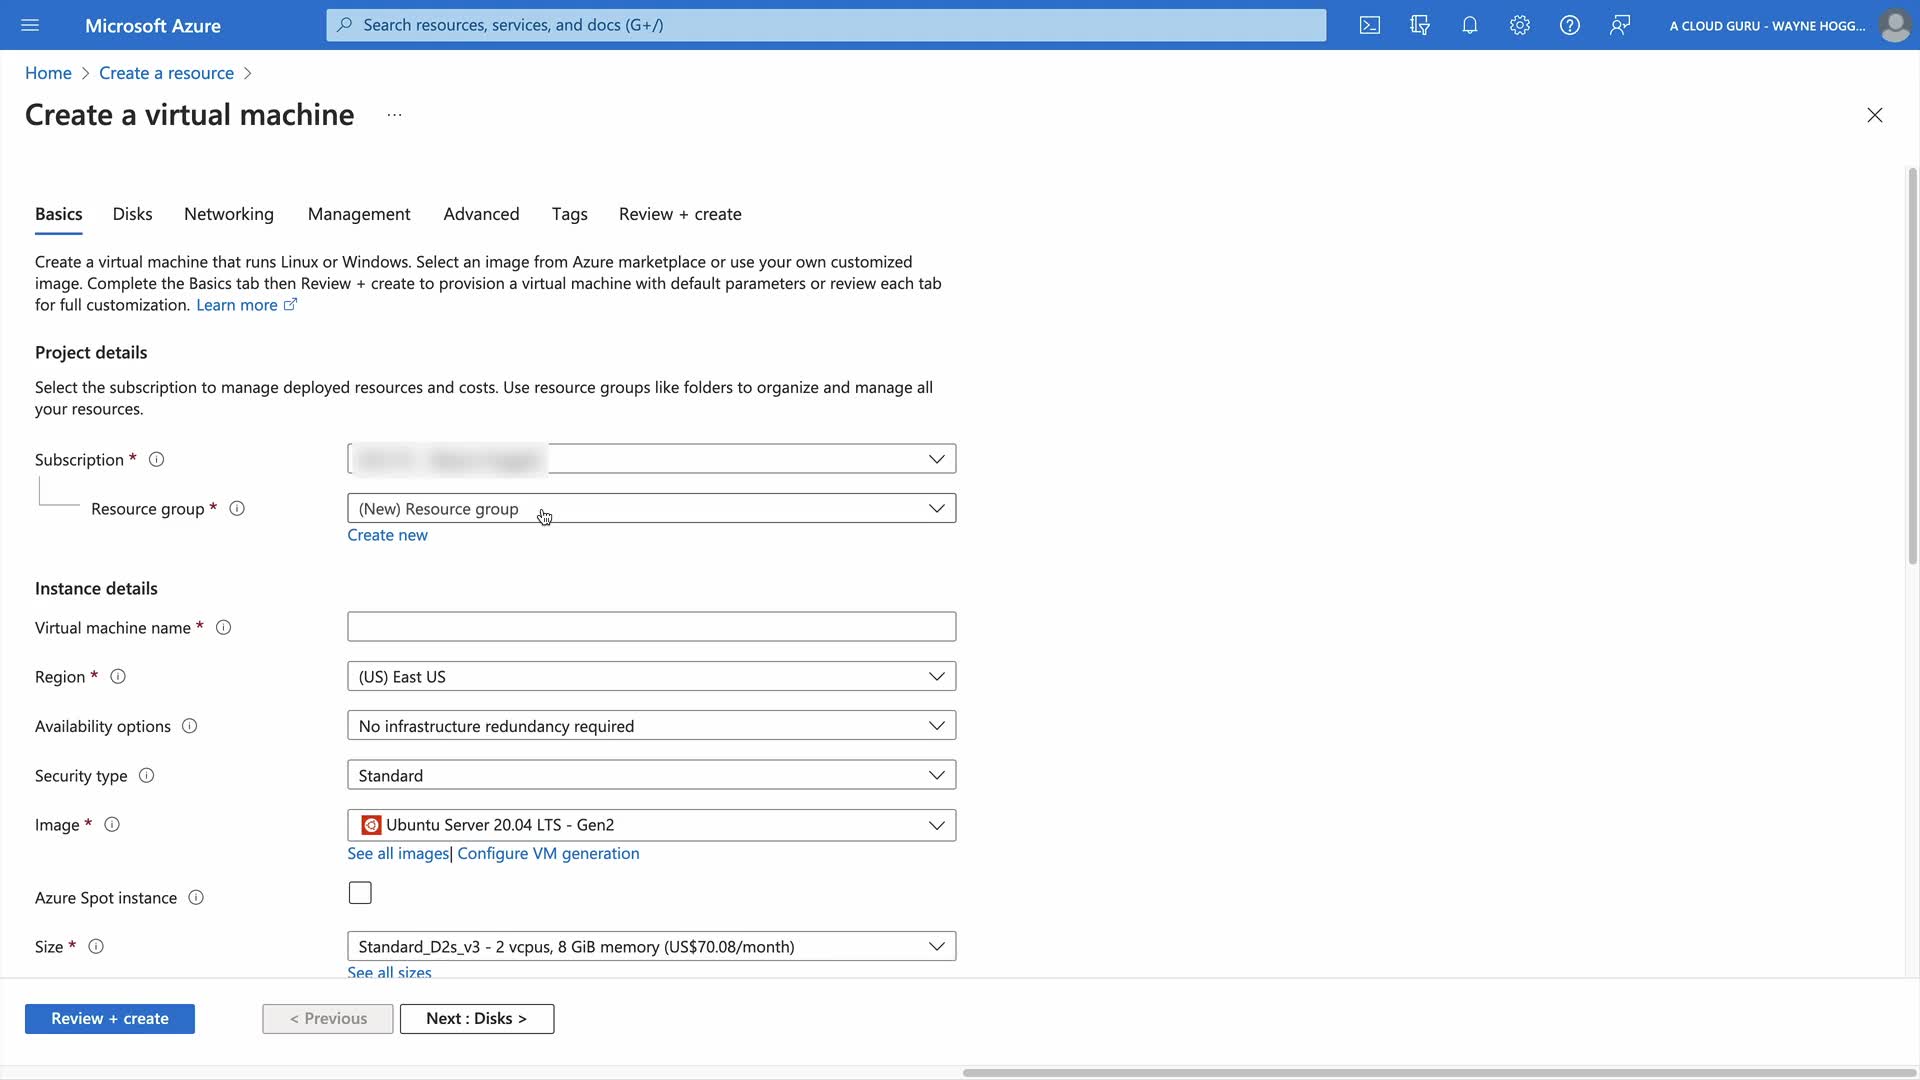 Microsoft Azure
Search resources, services, and docs (G+/)
A CLOUD GURU - WAYNE HOGG...
Home > Create a resource >
Create a virtual machine ...
Basics Disks Networking Management Advanced Tags Review + create
Create a virtual machine that runs Linux or Windows. Select an image from Azure marketplace or use your own customized
image. Complete the Basics tab then Review + create to provision a virtual machine with default parameters or review each tab
for full customization. Learn more
Project details
Select the subscription to manage deployed resources and costs. Use resource groups like folders to organize and manage all
your resources.
Subscription *
Resource group * (New) Resource group
Create new
Instance details
Virtual machine name *
Region * (US) East US
Availability options No infrastructure redundancy required
Security type Standard
Image * Ubuntu Server 20.04 LTS - Gen2
See all images| Configure VM generation
Azure Spot instance
Size * Standard_D2s_v3 - 2 vcpus, 8 GiB memory (US$70.08/month)
See all sizes
Review + create < Previous Next : Disks >